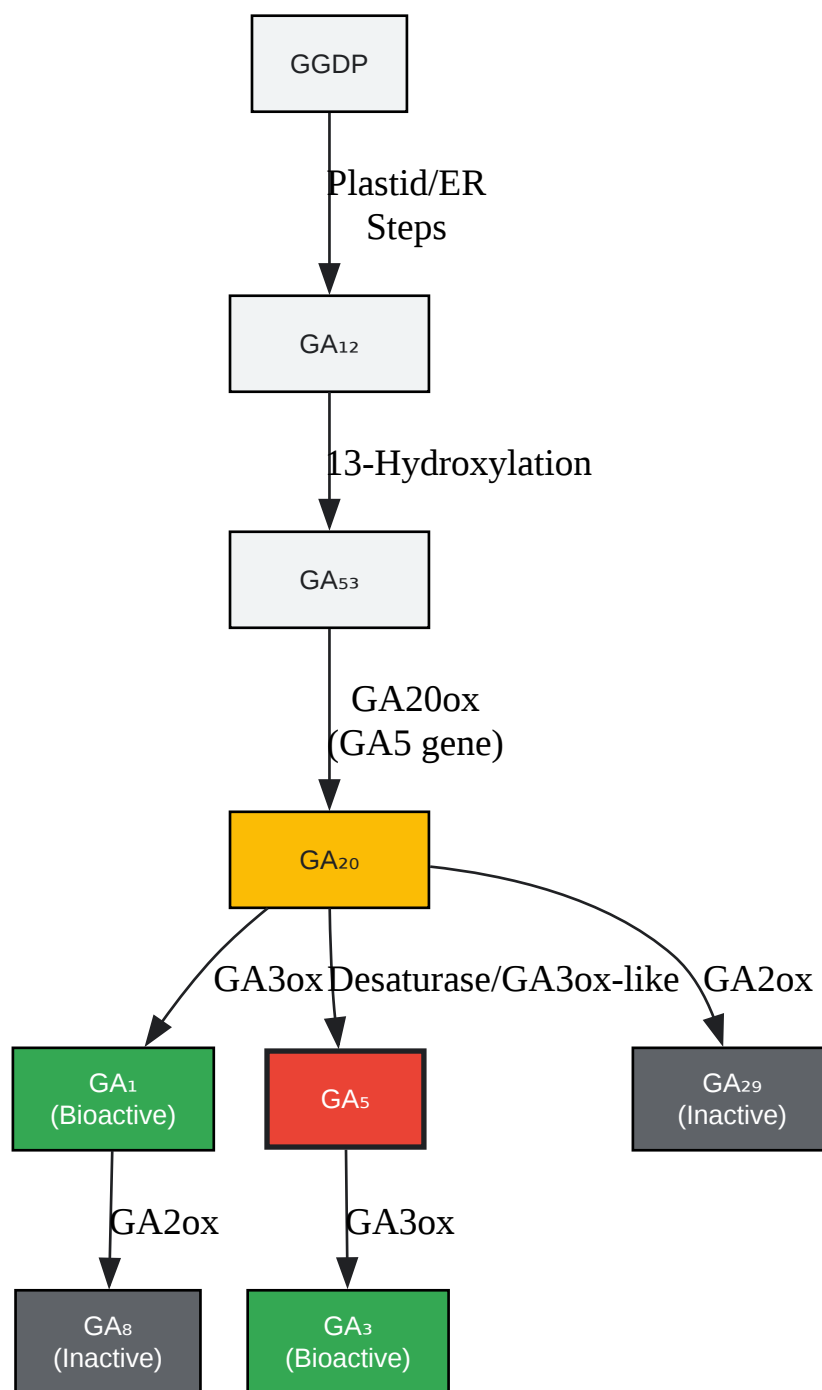 GGDP
Plastid/ER
Steps
GA₁₂
13-Hydroxylation
GA₅₃
GA20ox
(GA5 gene)
GA₂₀
GA3ox
Desaturase/GA3ox-like
GA2ox
GA₁
(Bioactive)
GA₅
GA₂₉
(Inactive)
GA2ox
GA3ox
GA₈
(Inactive)
GA₃
(Bioactive)